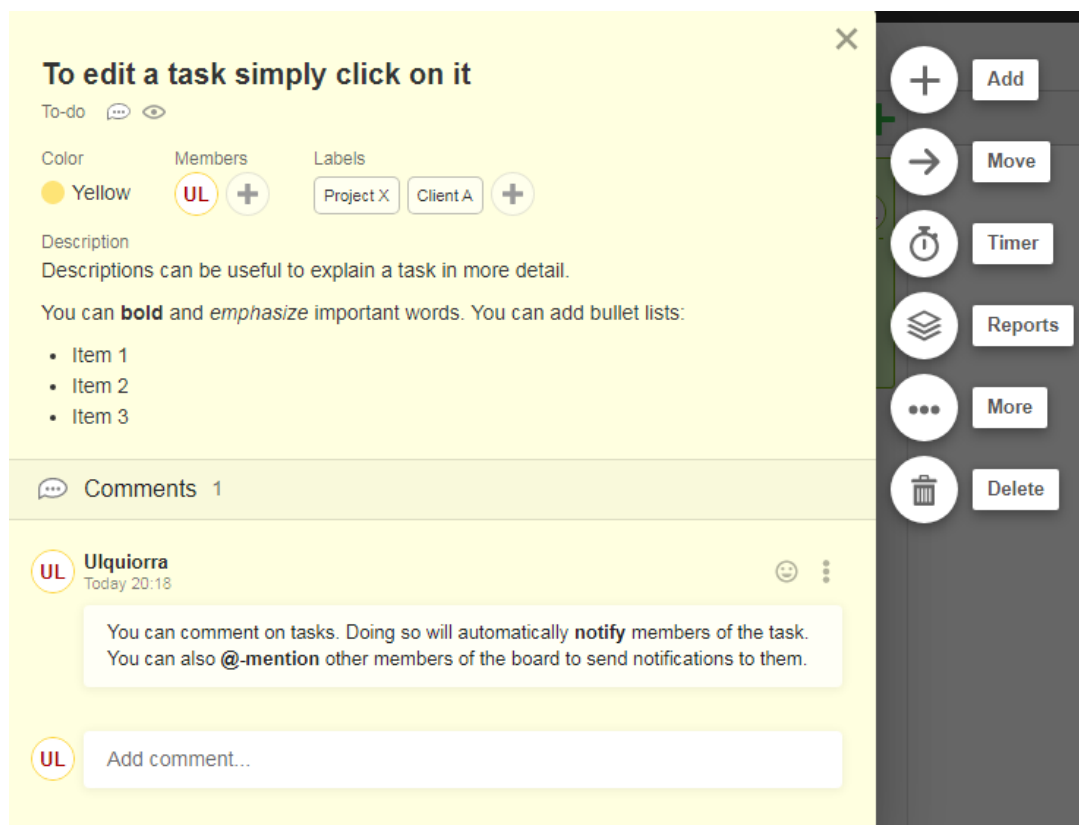 To edit a task simply click on it
To-do
Color
Members
Labels
Yellow
UL
Project X
Client A
Description
Descriptions can be useful to explain a task in more detail.
You can bold and emphasize important words. You can add bullet lists:
• Item 1
• Item 2
• Item 3
Comments 1
UL
Ulquiorra
Today 20:18
You can comment on tasks. Doing so will automatically notify members of the task.
You can also @-mention other members of the board to send notifications to them.
UL
Add comment...
Add
Move
Timer
Reports
More
Delete